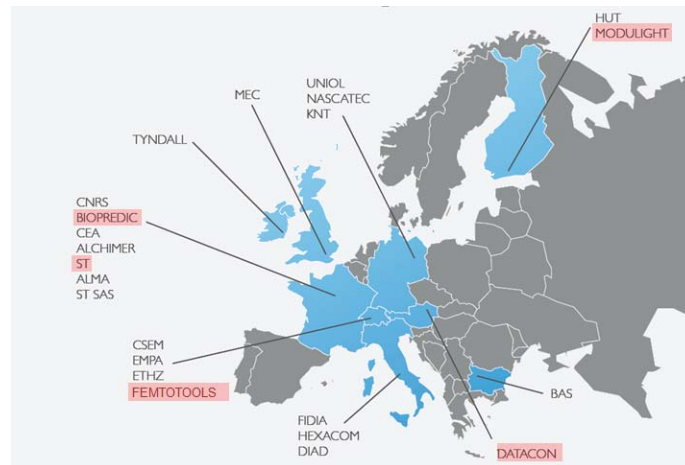 HUT
MODULIGHT
UNIOL
NASCATEC
KNT
MEC
TYNDALL
CNRS
BIOPREDIC
CEA
ALCHIMER
ST
ALMA
ST SAS
CSEM
EMPA
ETHZ
FEMTOTOOLS
BAS
FIDIA
HEXACOM
DIAD
DATACON